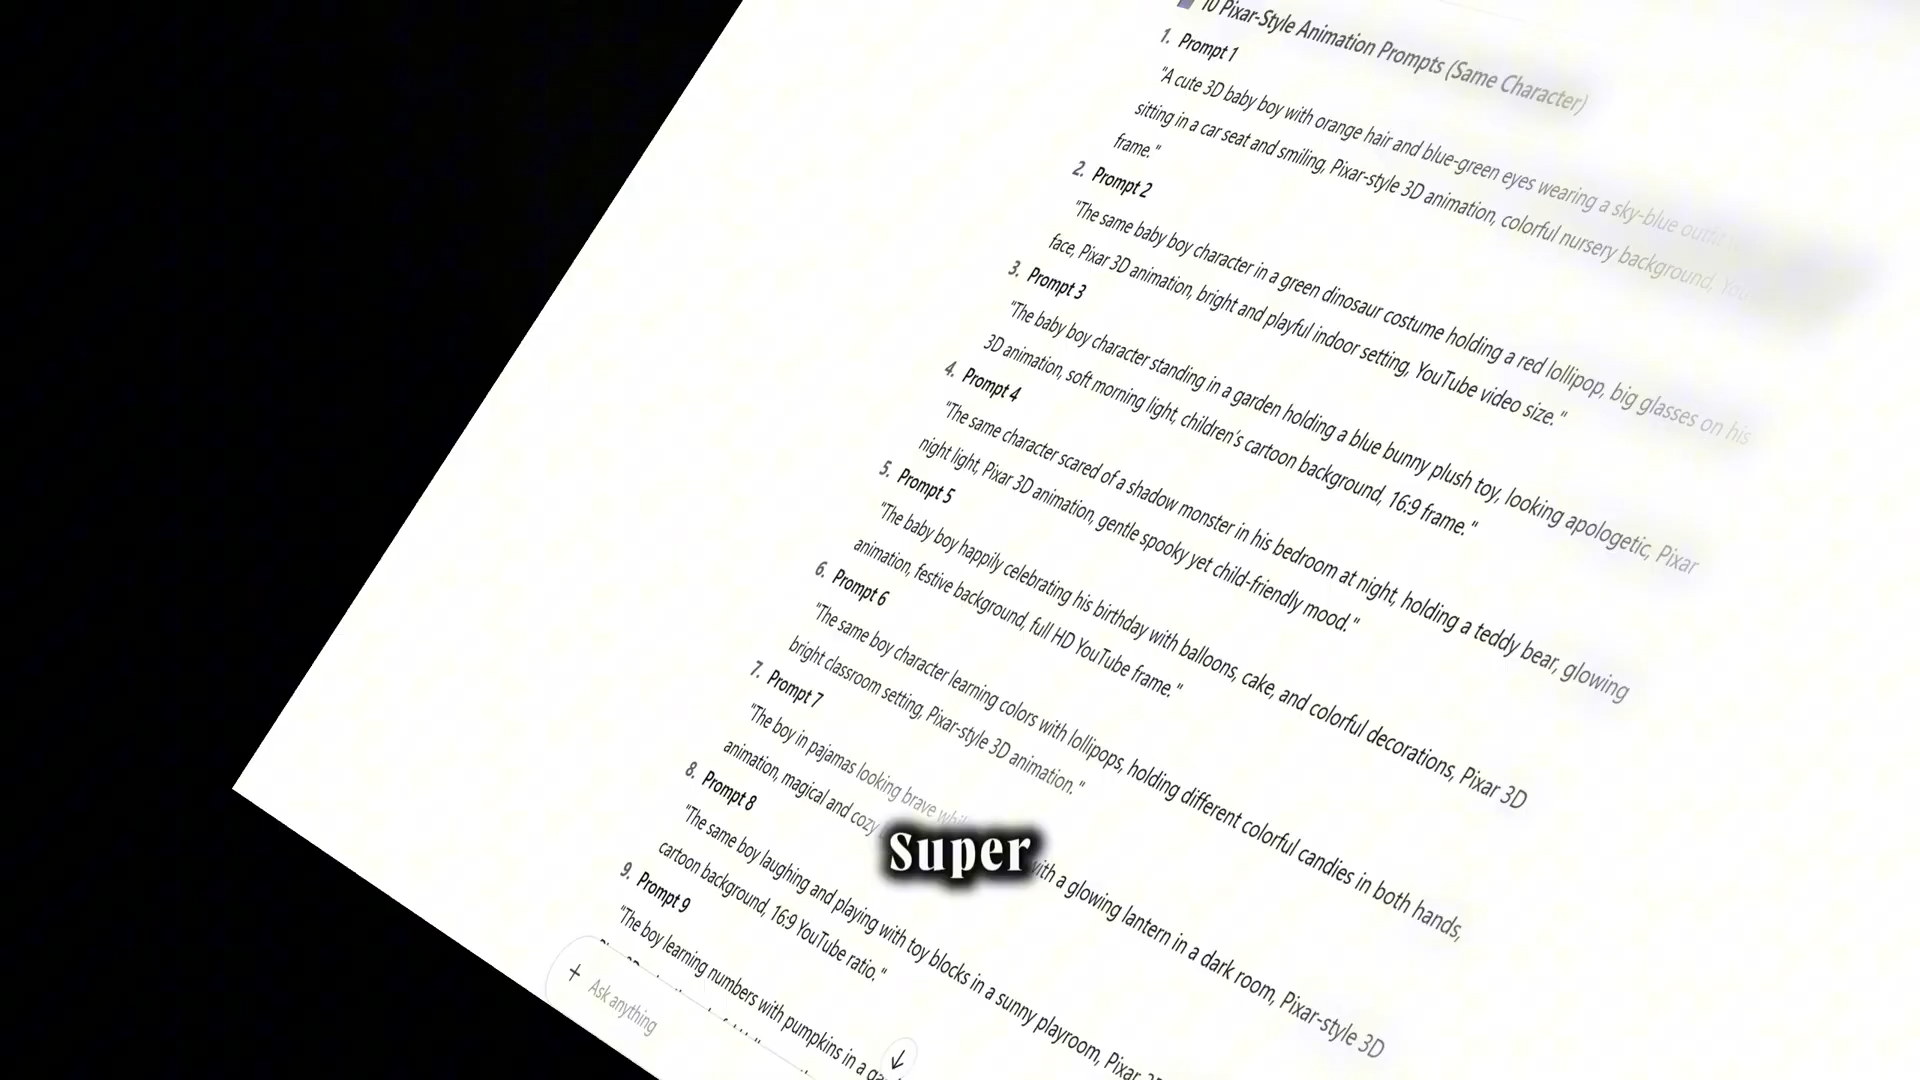 10 Pixar-Style Animation Prompts (Same Character)
1. Prompt 1
"A cute 3D baby boy with orange hair and blue-green eyes wearing a sky-blue outfit
sitting in a car seat and smiling, Pixar-style 3D animation, colorful nursery background,
frame."
2. Prompt 2
"The same baby boy character in a green dinosaur costume holding a red lollipop, big glasses on his
face, Pixar 3D animation, bright and playful indoor setting, YouTube video size."
3. Prompt 3
"The baby boy character standing in a garden holding a blue bunny plush toy, looking apologetic, Pixar
3D animation, soft morning light, children's cartoon background, 16:9 frame."
4. Prompt 4
"The same character scared of a shadow monster in his bedroom at night, holding a teddy bear, glowing
night light, Pixar 3D animation, gentle spooky yet child-friendly mood."
5. Prompt 5
"The baby boy happily celebrating his birthday with balloons, cake, and colorful decorations, Pixar 3D
animation, festive background, full HD YouTube frame."
6. Prompt 6
"The same boy character learning colors with lollipops, holding different colorful candies in both hands,
bright classroom setting, Pixar-style 3D animation."
7. Prompt 7
"The boy in pajamas looking brave with a glowing lantern in a dark room, Pixar-style 3D
animation, magical and cozy
8. Prompt 8
"The same boy laughing and playing with toy blocks in a sunny playroom, Pixar
cartoon background, 16:9 YouTube ratio."
9. Prompt 9
"The boy learning numbers with pumpkins in a
Ask anything
Super